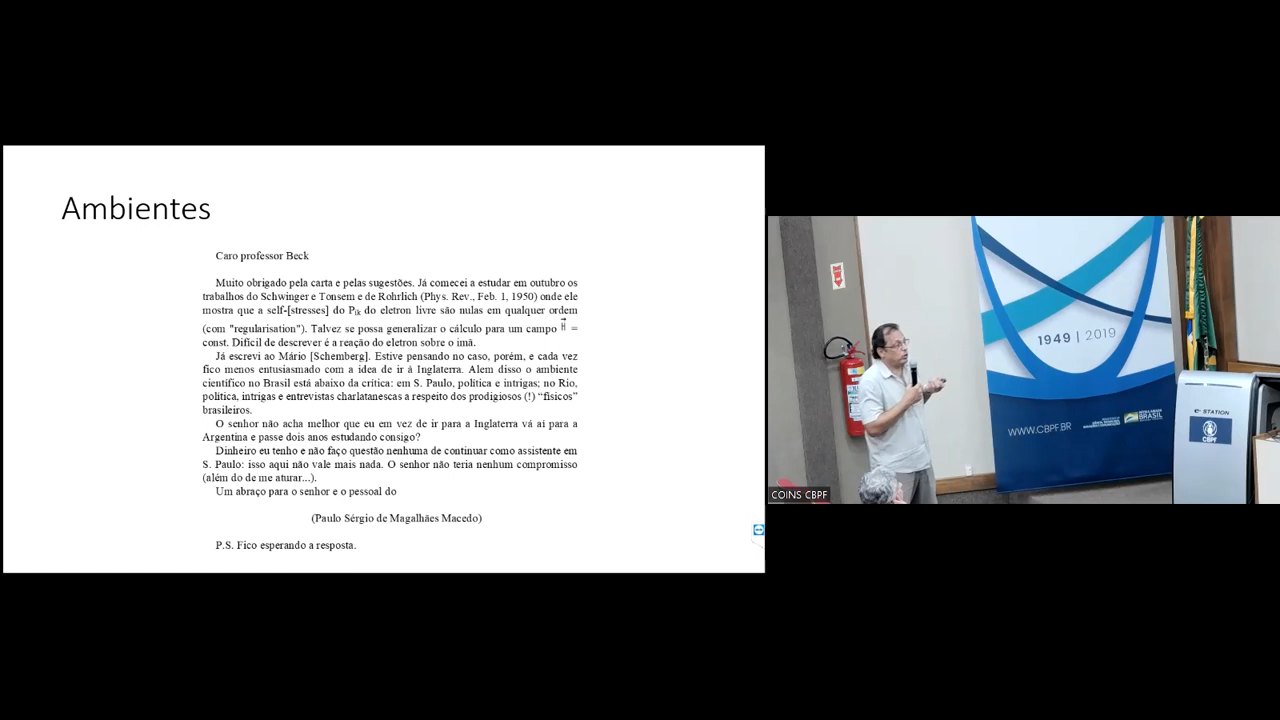 Ambientes
Caro professor Beck
Muito obrigado pela carta e pelas sugestões. Já comecei a estudar em outubro os
trabalhos do Schwinger e Tonsem e de Rohrlich (Phys. Rev., Feb. 1, 1950) onde ele
mostra que a self-[stresses] do Pik do eletron livre são nulas em qualquer ordem
(com "regularisation"). Talvez se possa generalizar o cálculo para um campo H =
const. Difícil de descrever é a reação do eletron sobre o imã.
Já escrevi ao Mário [Schemberg]. Estive pensando no caso, porém, e cada vez
fico menos entusiasmado com a idea de ir à Inglaterra. Alem disso o ambiente
científico no Brasil está abaixo da crítica: em S. Paulo, política e intrigas; no Rio,
política, intrigas e entrevistas charlatanescas a respeito dos prodigiosos (!) “físicos”
brasileiros.
O senhor não acha melhor que eu em vez de ir para a Inglaterra vá aí para a
Argentina e passe dois anos estudando consigo?
Dinheiro eu tenho e não faço questão nenhuma de continuar como assistente em
S. Paulo: isso aqui não vale mais nada. O senhor não teria nenhum compromisso
(além do de me aturar...).
Um abraço para o senhor e o pessoal do
(Paulo Sérgio de Magalhães Macedo)
P.S. Fico esperando a resposta.
1949 | 2019
WWW.CBPF.BR
BRASIL
e-STATION
CBPF
COINS CBPF